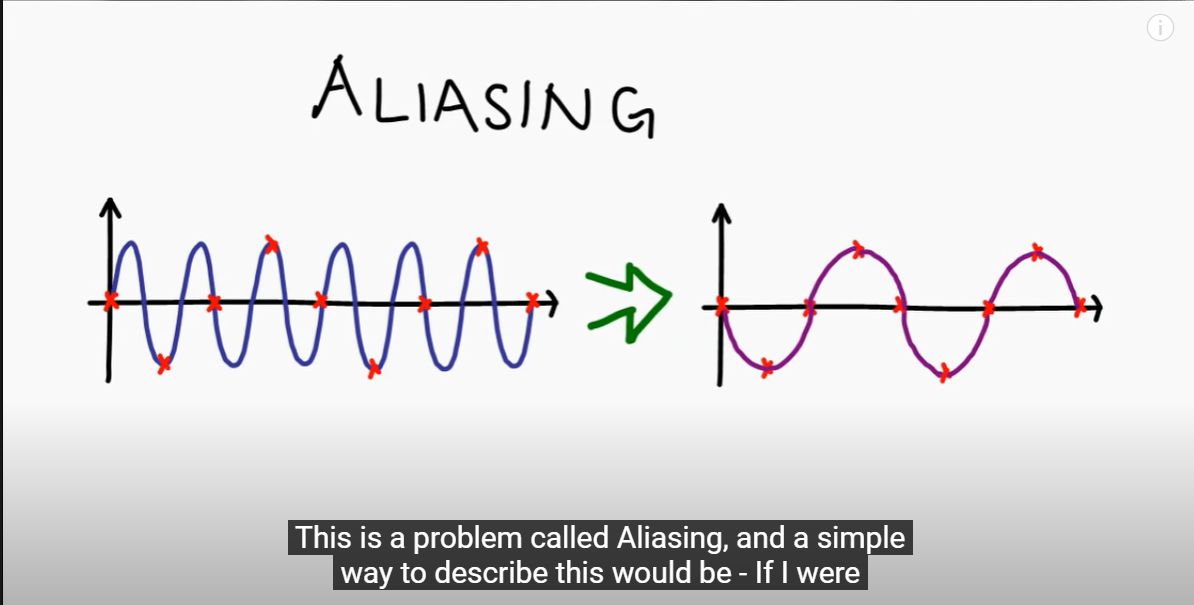 ALIASING
This is a problem called Aliasing, and a simple
way to describe this would be - If I were